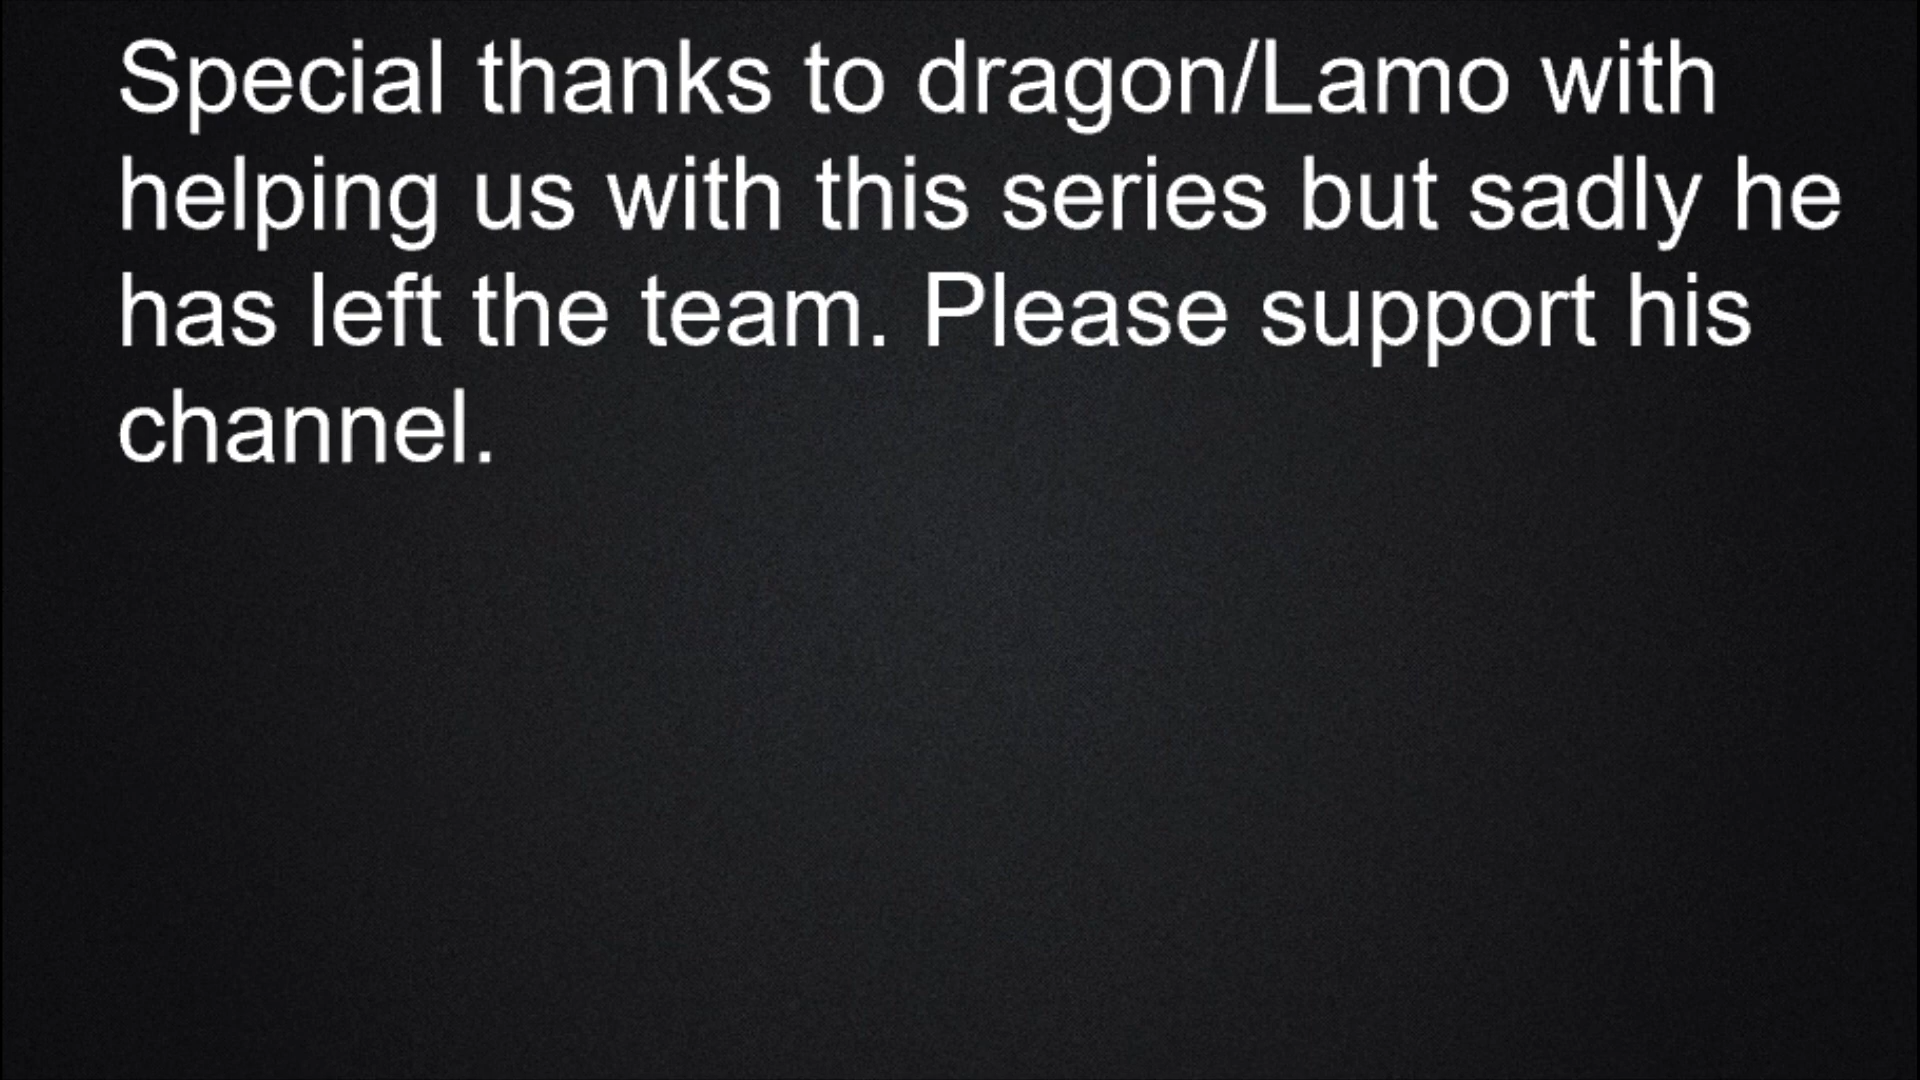 Special thanks to dragon/Lamo with
helping us with this series but sadly he
has left the team. Please support his
channel.